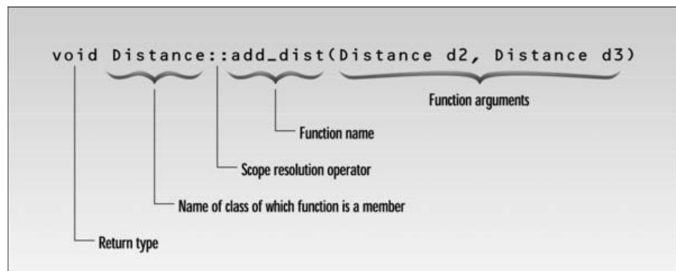 void Distance::add_dist(Distance d2, Distance d3)
Function arguments
Function name
Scope resolution operator
Name of class of which function is a member
Return type